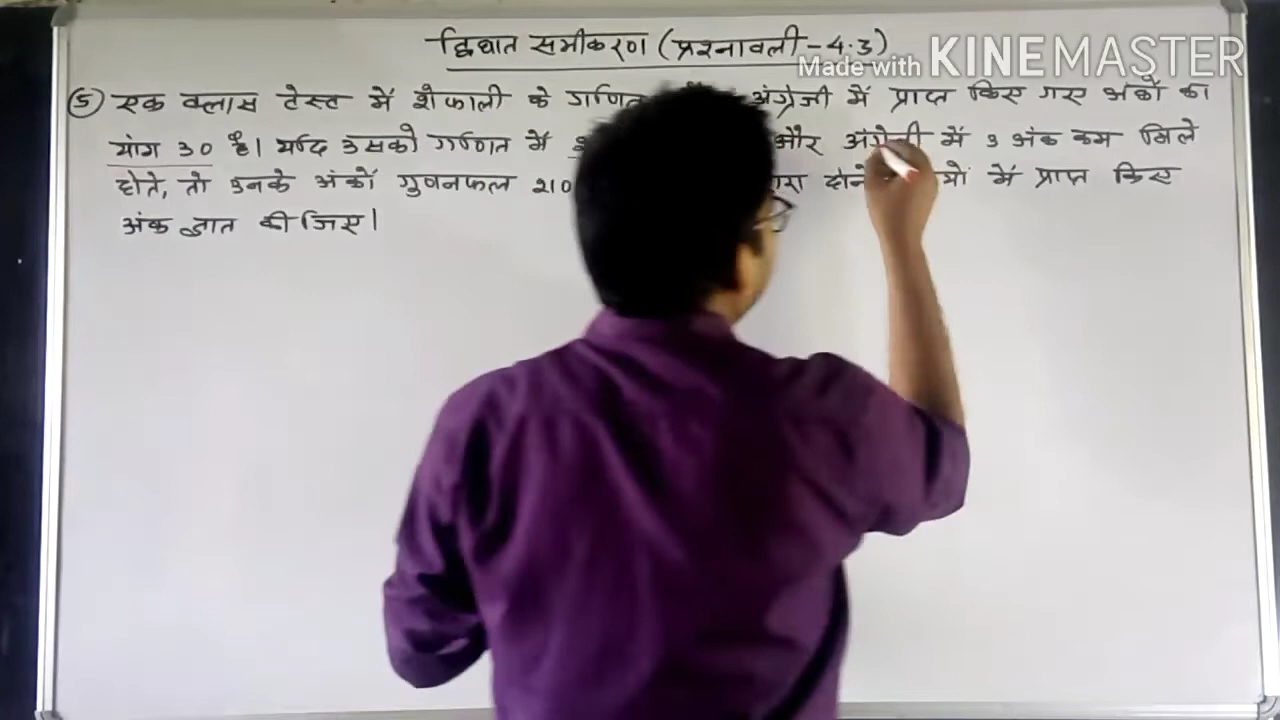 द्विघात समीकरण (प्रश्नावली - 4.3)
Made with KINEMASTER
(5) एक क्लास टेस्ट में शेफाली के गणित अंग्रेजी में प्राप्त किए गए अंकों का
योग 30 है। यदि उसको गणित में और अंग्रेजी में 3 अंक कम मिले
होते, तो उनके अंकों गुणनफल 210 में प्राप्त किए
अंक ज्ञात कीजिए।